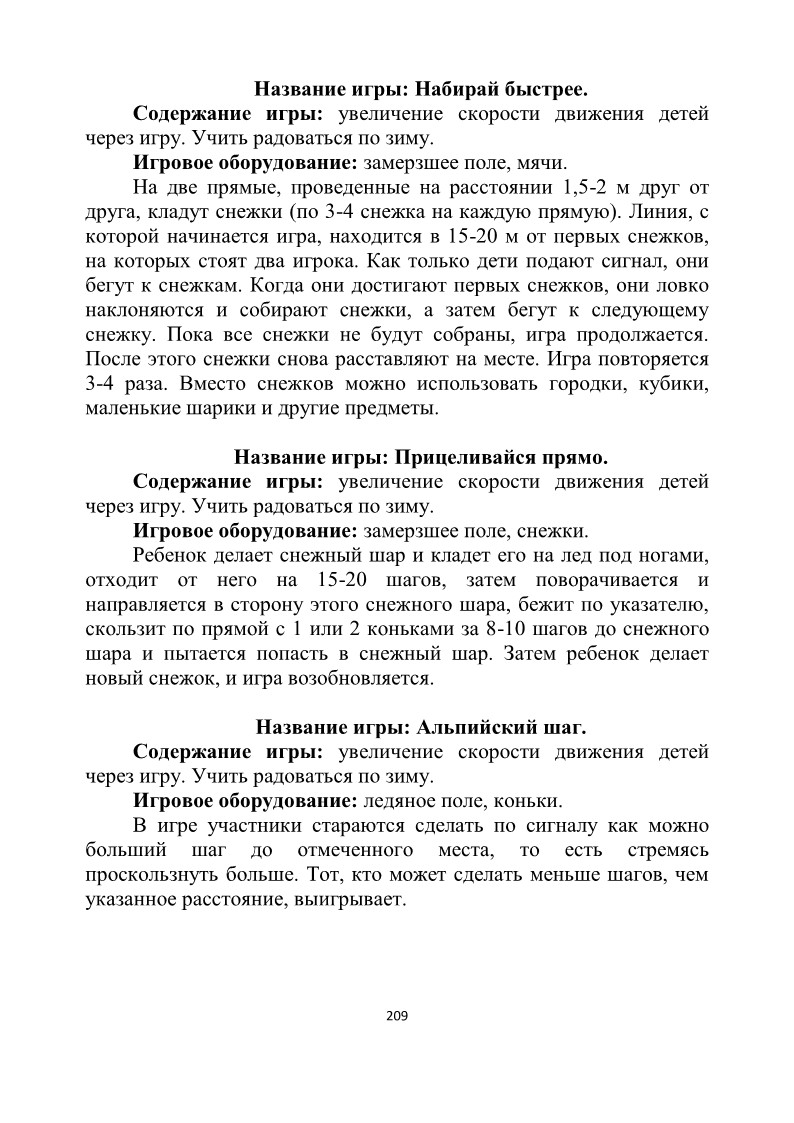 Название игры: Набирай быстрее.
Содержание игры: увеличение скорости движения детей
через игру. Учить радоваться по зиму.
Игровое оборудование: замерзшее поле, мячи.
На две прямые, проведенные на расстоянии 1,5-2 м друг от
друга, кладут снежки (по 3-4 снежка на каждую прямую). Линия, с
которой начинается игра, находится в 15-20 м от первых снежков,
на которых стоят два игрока. Как только дети подают сигнал, они
бегут к снежкам. Когда они достигают первых снежков, они ловко
наклоняются и собирают снежки, а затем бегут к следующему
снежку. Пока все снежки не будут собраны, игра продолжается.
После этого снежки снова расставляют на месте. Игра повторяется
3-4 раза. Вместо снежков можно использовать городки, кубики,
маленькие шарики и другие предметы.
Название игры: Прицеливайся прямо.
Содержание игры: увеличение скорости движения детей
через игру. Учить радоваться по зиму.
Игровое оборудование: замерзшее поле, снежки.
Ребенок делает снежный шар и кладет его на лед под ногами,
отходит от него на 15-20 шагов, затем поворачивается и
направляется в сторону этого снежного шара, бежит по указателю,
скользит по прямой с 1 или 2 коньками за 8-10 шагов до снежного
шара и пытается попасть в снежный шар. Затем ребенок делает
новый снежок, и игра возобновляется.
Название игры: Альпийский шаг.
Содержание игры: увеличение скорости движения детей
через игру. Учить радоваться по зиму.
Игровое оборудование: ледяное поле, коньки.
В игре участники стараются сделать по сигналу как можно
больший шаг до отмеченного места, то есть стремясь
проскользнуть больше. Тот, кто может сделать меньше шагов, чем
указанное расстояние, выигрывает.
209